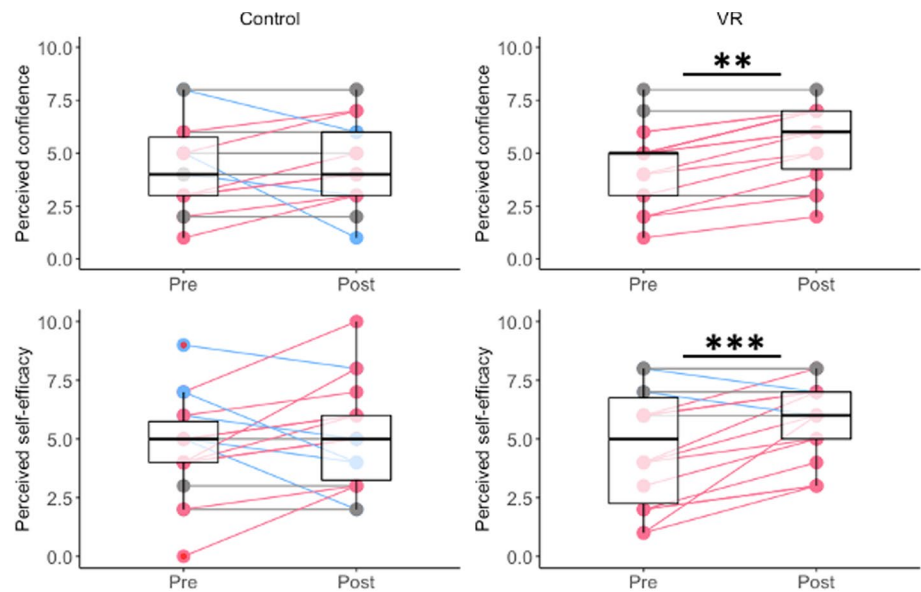 Control
VR
Perceived confidence
10.0
7.5
5.0
2.5
0.0
Pre
Post
Perceived confidence
10.0
7.5
5.0
2.5
0.0
**
Pre
Post
Perceived self-efficacy
10.0
7.5
5.0
2.5
0.0
Pre
Post
Perceived self-efficacy
10.0
7.5
5.0
2.5
0.0
***
Pre
Post